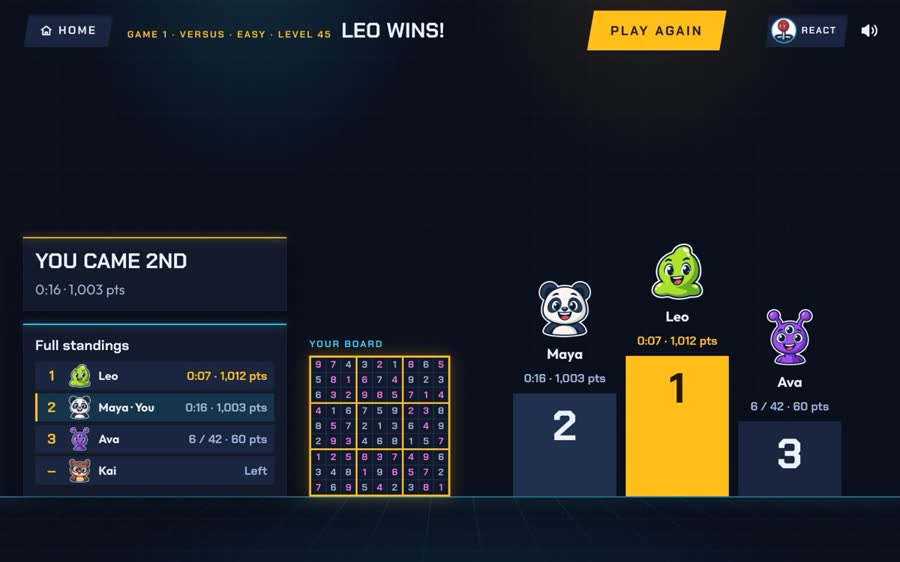 HOME
GAME 1 · VERSUS · EASY · LEVEL 45
LEO WINS!
PLAY AGAIN
REACT
YOU CAME 2ND
0:16 · 1,003 pts
Full standings
1 Leo 0:07 · 1,012 pts
2 Maya · You 0:16 · 1,003 pts
3 Ava 6 / 42 · 60 pts
– Kai Left
YOUR BOARD
9 7 4 3 2 1 8 6 5
5 8 1 6 7 4 9 2 3
6 3 2 9 8 5 7 1 4
4 1 6 7 5 9 2 3 8
8 5 7 2 1 3 6 4 9
2 9 3 4 6 8 1 5 7
1 2 5 8 3 7 4 9 6
3 4 8 1 9 6 5 7 2
7 6 9 5 4 2 3 8 1
Maya
0:16 · 1,003 pts
2
Leo
0:07 · 1,012 pts
1
Ava
6 / 42 · 60 pts
3